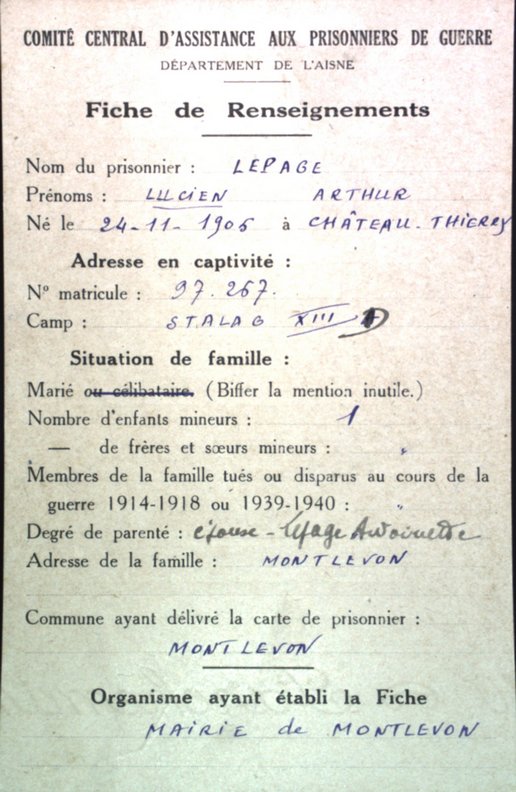 COMITÉ CENTRAL D'ASSISTANCE AUX PRISONNIERS DE GUERRE
DÉPARTEMENT DE L'AISNE
Fiche de Renseignements
Nom du prisonnier : LEPAGE
Prénoms : LUCIEN ARTHUR
Né le 24-11-1905 à CHÂTEAU-THIERRY
Adresse en captivité :
N° matricule : 97.267.
Camp : STALAG XIII
Situation de famille :
Marié ou célibataire. (Biffer la mention inutile.)
Nombre d'enfants mineurs : 1
— de frères et sœurs mineurs : "
Membres de la famille tués ou disparus au cours de la
guerre 1914-1918 ou 1939-1940 : "
Degré de parenté : épouse - Lepage Antoinette
Adresse de la famille : MONTLEVON
Commune ayant délivré la carte de prisonnier :
MONTLEVON
Organisme ayant établi la Fiche
MAIRIE de MONTLEVON